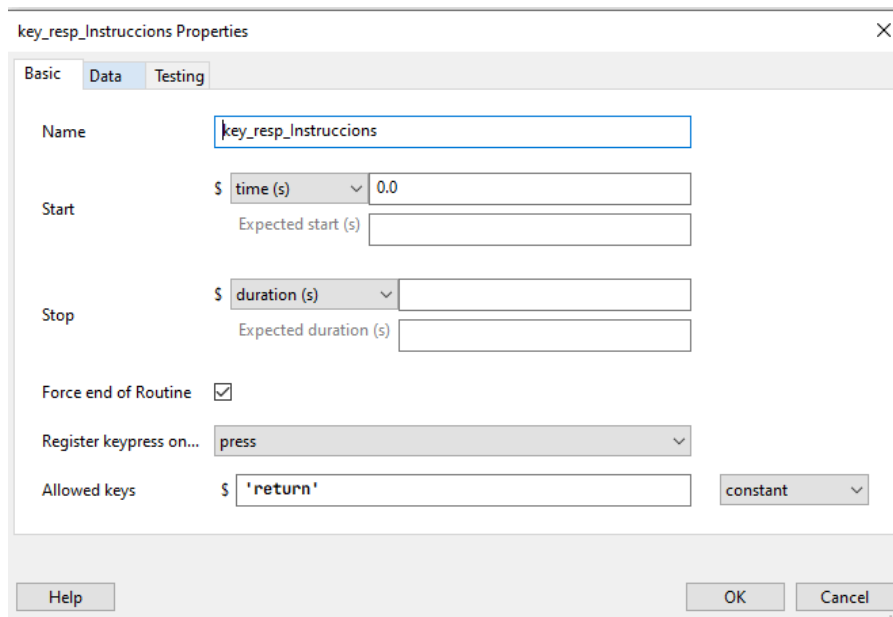 key_resp_Instruccions Properties
Basic Data Testing
Name key_resp_Instruccions
Start $ time (s) 0.0
Expected start (s)
Stop $ duration (s)
Expected duration (s)
Force end of Routine
Register keypress on... press
Allowed keys $ 'return' constant
Help OK Cancel